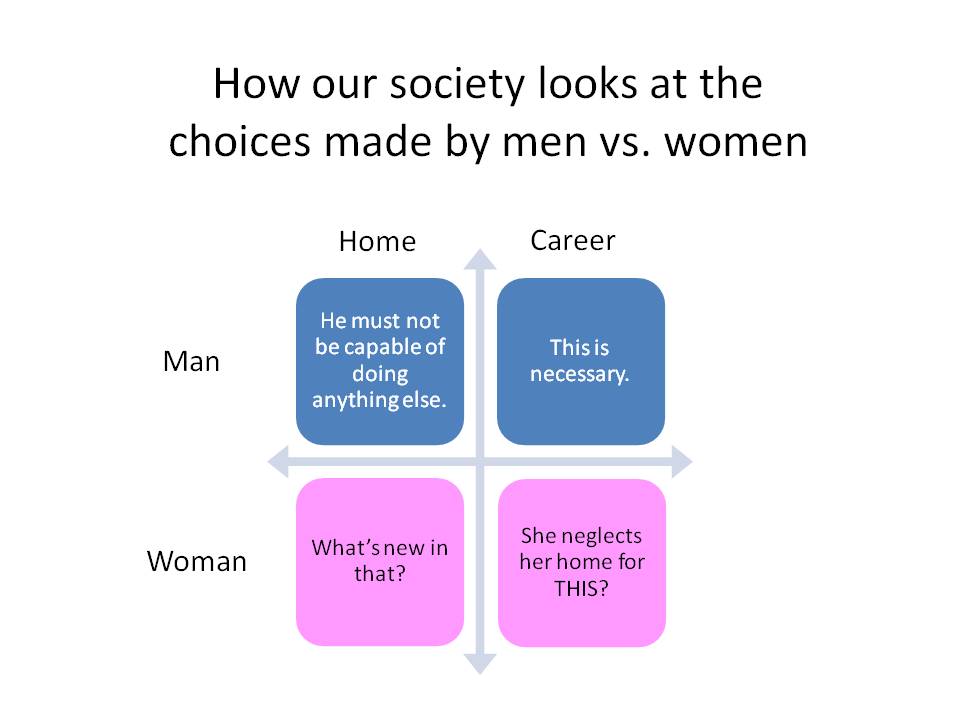 How our society looks at the
choices made by men vs. women
Home
Career
Man
He must not
be capable of
doing
anything else.
This is
necessary.
Woman
What's new in
that?
She neglects
her home for
THIS?